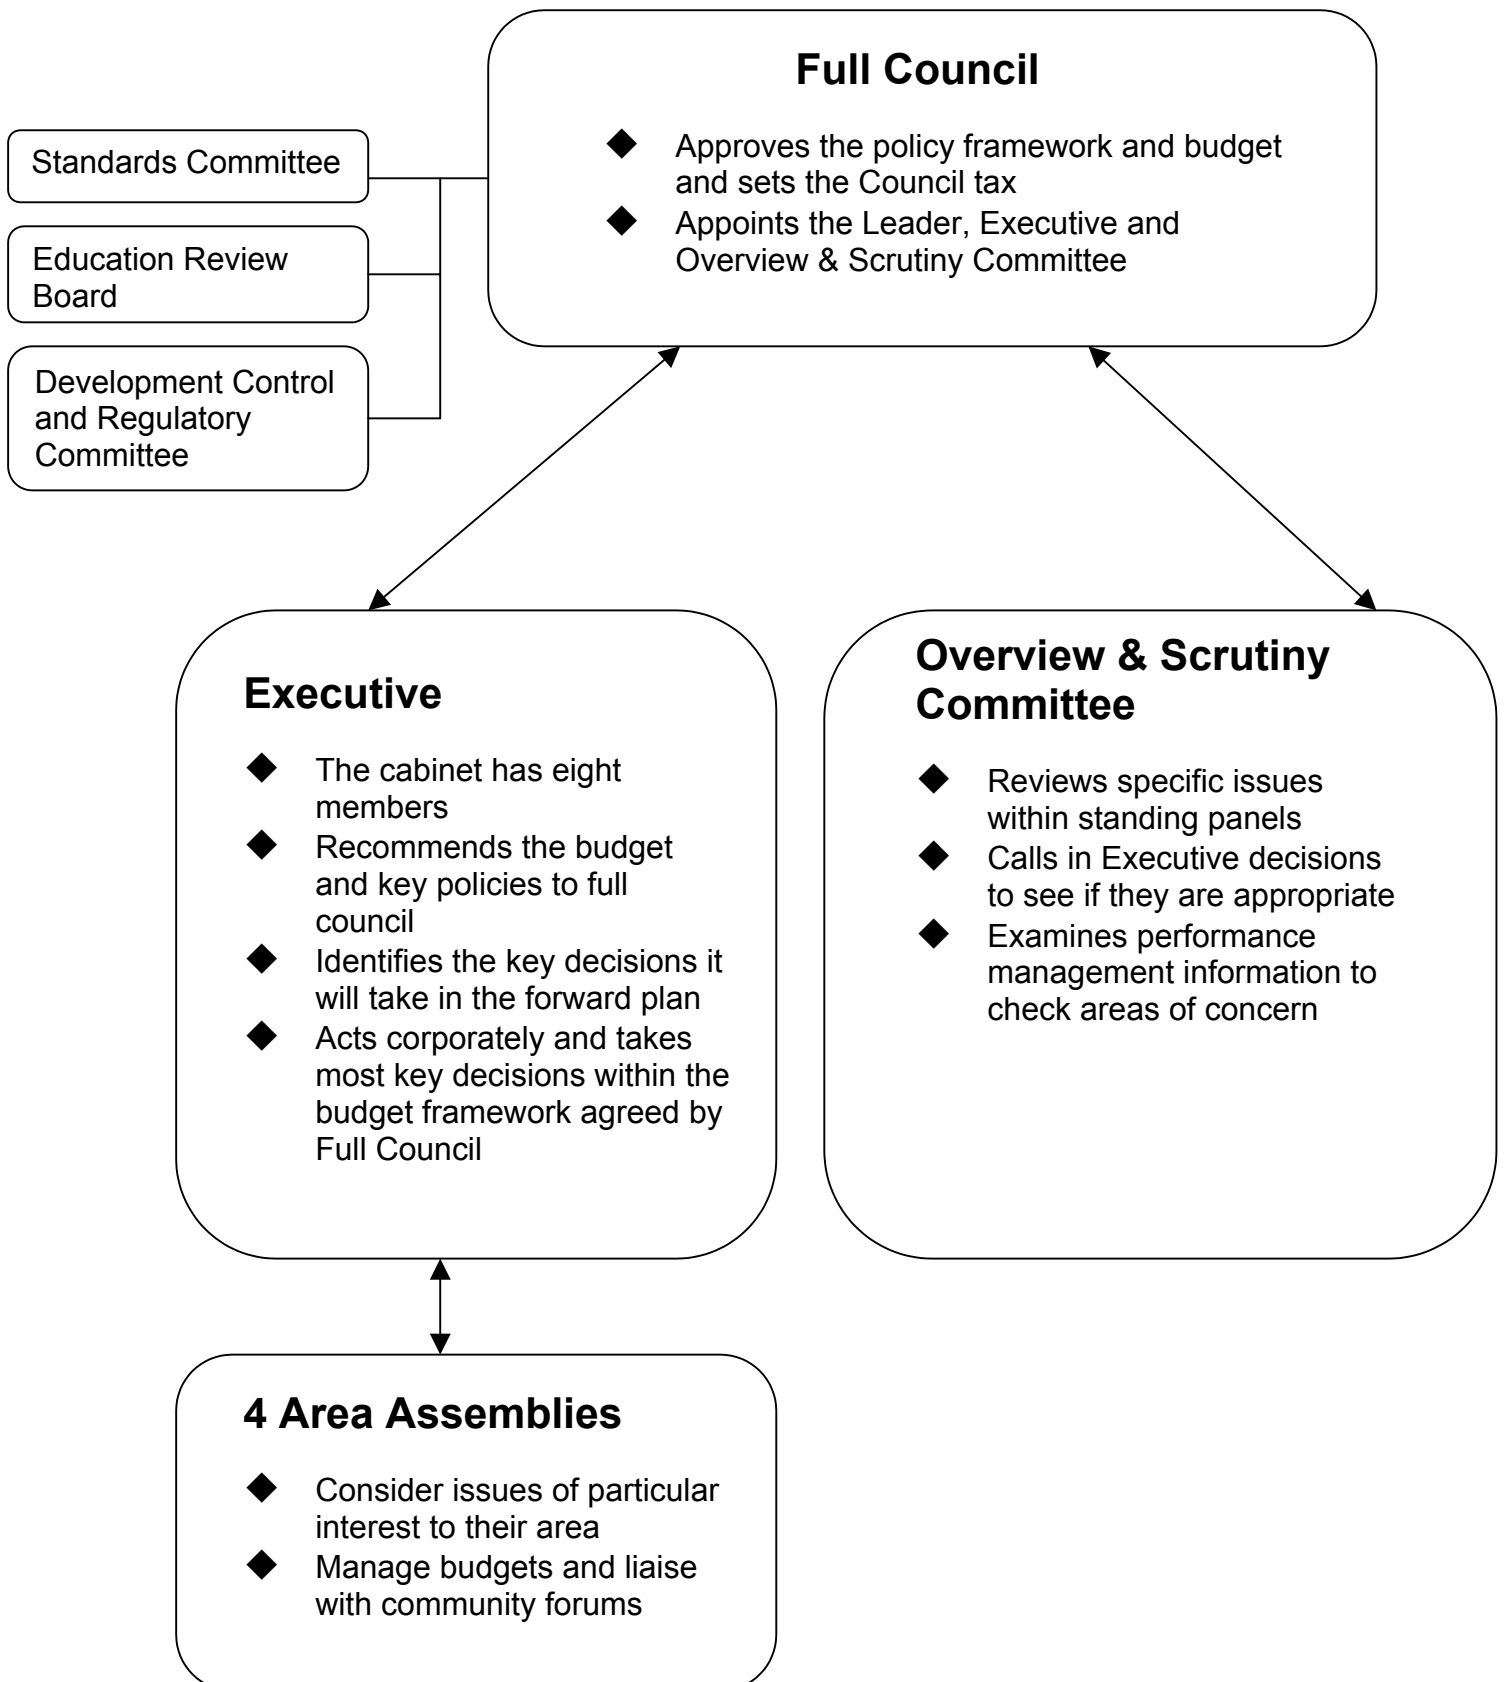 Full Council
◆ Approves the policy framework and budget
and sets the Council tax
◆ Appoints the Leader, Executive and
Overview & Scrutiny Committee
Standards Committee
Education Review
Board
Development Control
and Regulatory
Committee
Executive
◆ The cabinet has eight
members
◆ Recommends the budget
and key policies to full
council
◆ Identifies the key decisions it
will take in the forward plan
◆ Acts corporately and takes
most key decisions within the
budget framework agreed by
Full Council
Overview & Scrutiny
Committee
◆ Reviews specific issues
within standing panels
◆ Calls in Executive decisions
to see if they are appropriate
◆ Examines performance
management information to
check areas of concern
4 Area Assemblies
◆ Consider issues of particular
interest to their area
◆ Manage budgets and liaise
with community forums